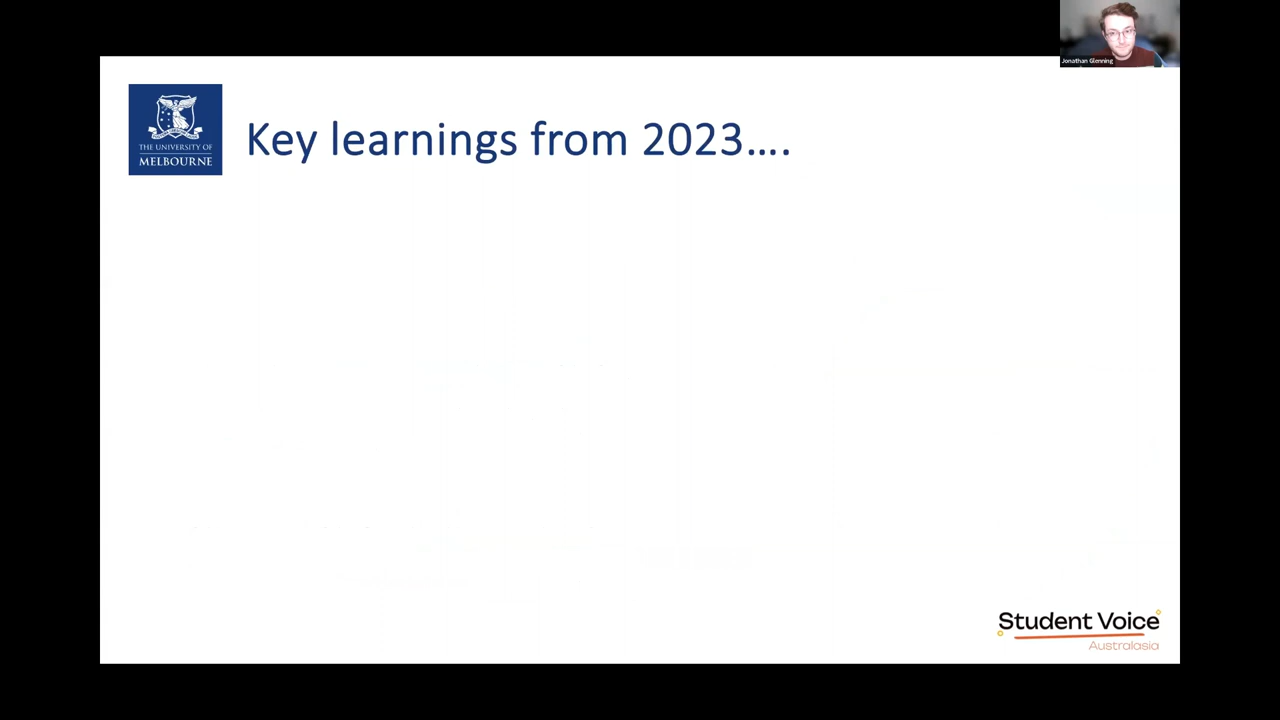 Jonathan Glenning
THE UNIVERSITY OF
MELBOURNE
Key learnings from 2023....
Student Voice
Australasia